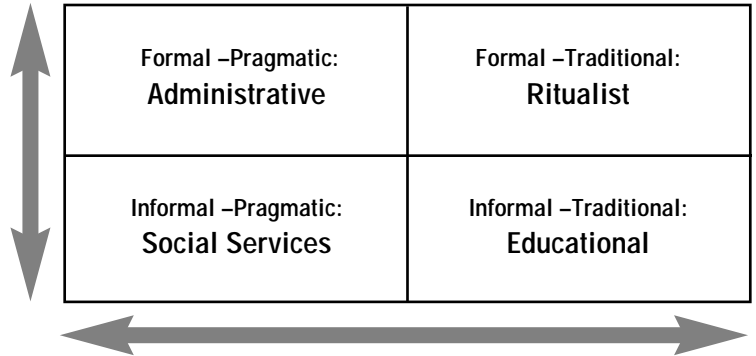 Formal –Pragmatic:
Administrative
Formal –Traditional:
Ritualist
Informal –Pragmatic:
Social Services
Informal –Traditional:
Educational